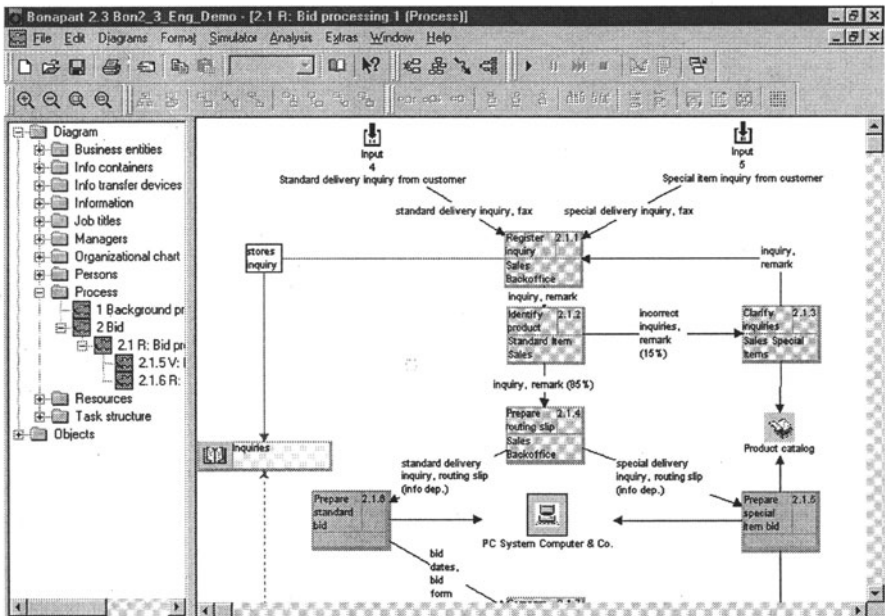 Bonapart 2.3 Bon2_3_Eng_Demo - [2.1 R: Bid processing 1 (Process)]
File Edit Diagrams Format Simulator Analysis Extras Window Help
Diagram
Business entities
Info containers
Info transfer devices
Information
Job titles
Managers
Organizational chart
Persons
Process
1 Background pr
2 Bid
2.1 R: Bid pr
2.1.5 V:
2.1.6 R:
Resources
Task structure
Objects
Input
4
Standard delivery inquiry from customer
Input
5
Special item inquiry from customer
standard delivery inquiry, fax
special delivery inquiry, fax
Register 2.1.1
inquiry
Sales
Backoffice
stores
inquiry
inquiry,
remark
inquiry, remark
Identify 2.1.2
product
Standard Item
Sales
incorrect
inquiries,
remark
(15%)
Clarify 2.1.3
inquiries
Sales Special
Items
inquiry, remark (85%)
Prepare 2.1.4
routing slip
Sales
Backoffice
Product catalog
Inquiries
standard delivery
inquiry, routing slip
(info dep.)
special delivery
inquiry, routing slip
(info dep.)
Prepare 2.1.6
standard
bid
PC System Computer & Co.
Prepare 2.1.5
special
item bid
bid
dates,
bid
form